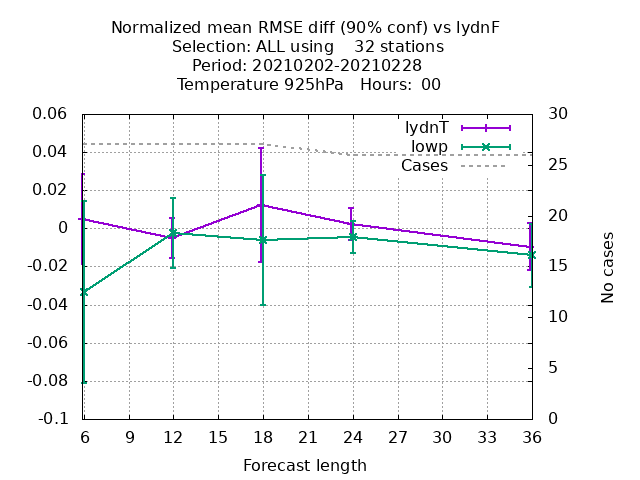 Normalized mean RMSE diff (90% conf) vs lydnF
Selection: ALL using    32 stations
Period: 20210202-20210228
Temperature 925hPa   Hours:  00
0.06
0.04
0.02
0
-0.02
-0.04
-0.06
-0.08
-0.1
30
25
20
15
10
5
0
lydnT
lowp
Cases
No cases
6 9 12 15 18 21 24 27 30 33 36
Forecast length